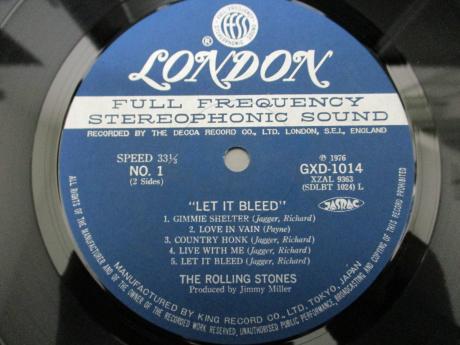 FULL FREQUENCY STEREOPHONIC SOUND
ffss
®
LONDON
FULL FREQUENCY
STEREOPHONIC SOUND
RECORDED BY THE DECCA RECORD CO., LTD. LONDON, S.E.I., ENGLAND
SPEED 33⅓
NO. 1
(2 Sides)
℗ 1976
GXD-1014
XZAL 9363
(SDLBT 1024) L
JASRAC
"LET IT BLEED"
1. GIMMIE SHELTER (Jagger, Richard)
2. LOVE IN VAIN (Payne)
3. COUNTRY HONK (Jagger, Richard)
4. LIVE WITH ME (Jagger, Richard)
5. LET IT BLEED (Jagger, Richard)
THE ROLLING STONES
Produced by Jimmy Miller
MANUFACTURED BY KING RECORD CO., LTD. TOKYO, JAPAN
ALL RIGHTS OF THE MANUFACTURER AND OF THE OWNER OF THE RECORDED WORK RESERVED, UNAUTHORISED PUBLIC PERFORMANCE, BROADCASTING AND COPYING OF THIS RECORD PROHIBITED